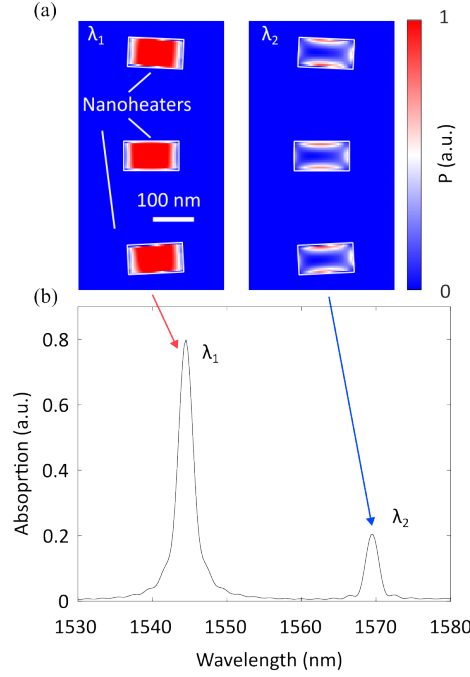 (a)
λ1
λ2
Nanoheaters
100 nm
1
P (a.u.)
0
(b)
0.8
0.6
0.4
0.2
0
Absoprtion (a.u.)
λ1
λ2
1530 1540 1550 1560 1570 1580
Wavelength (nm)